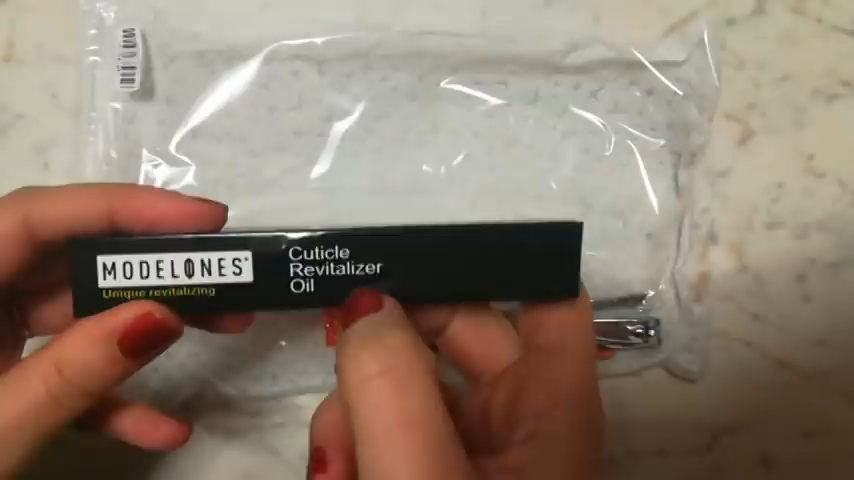 MODELONES
Unique revitalizing
Cuticle
Revitalizer
Oil